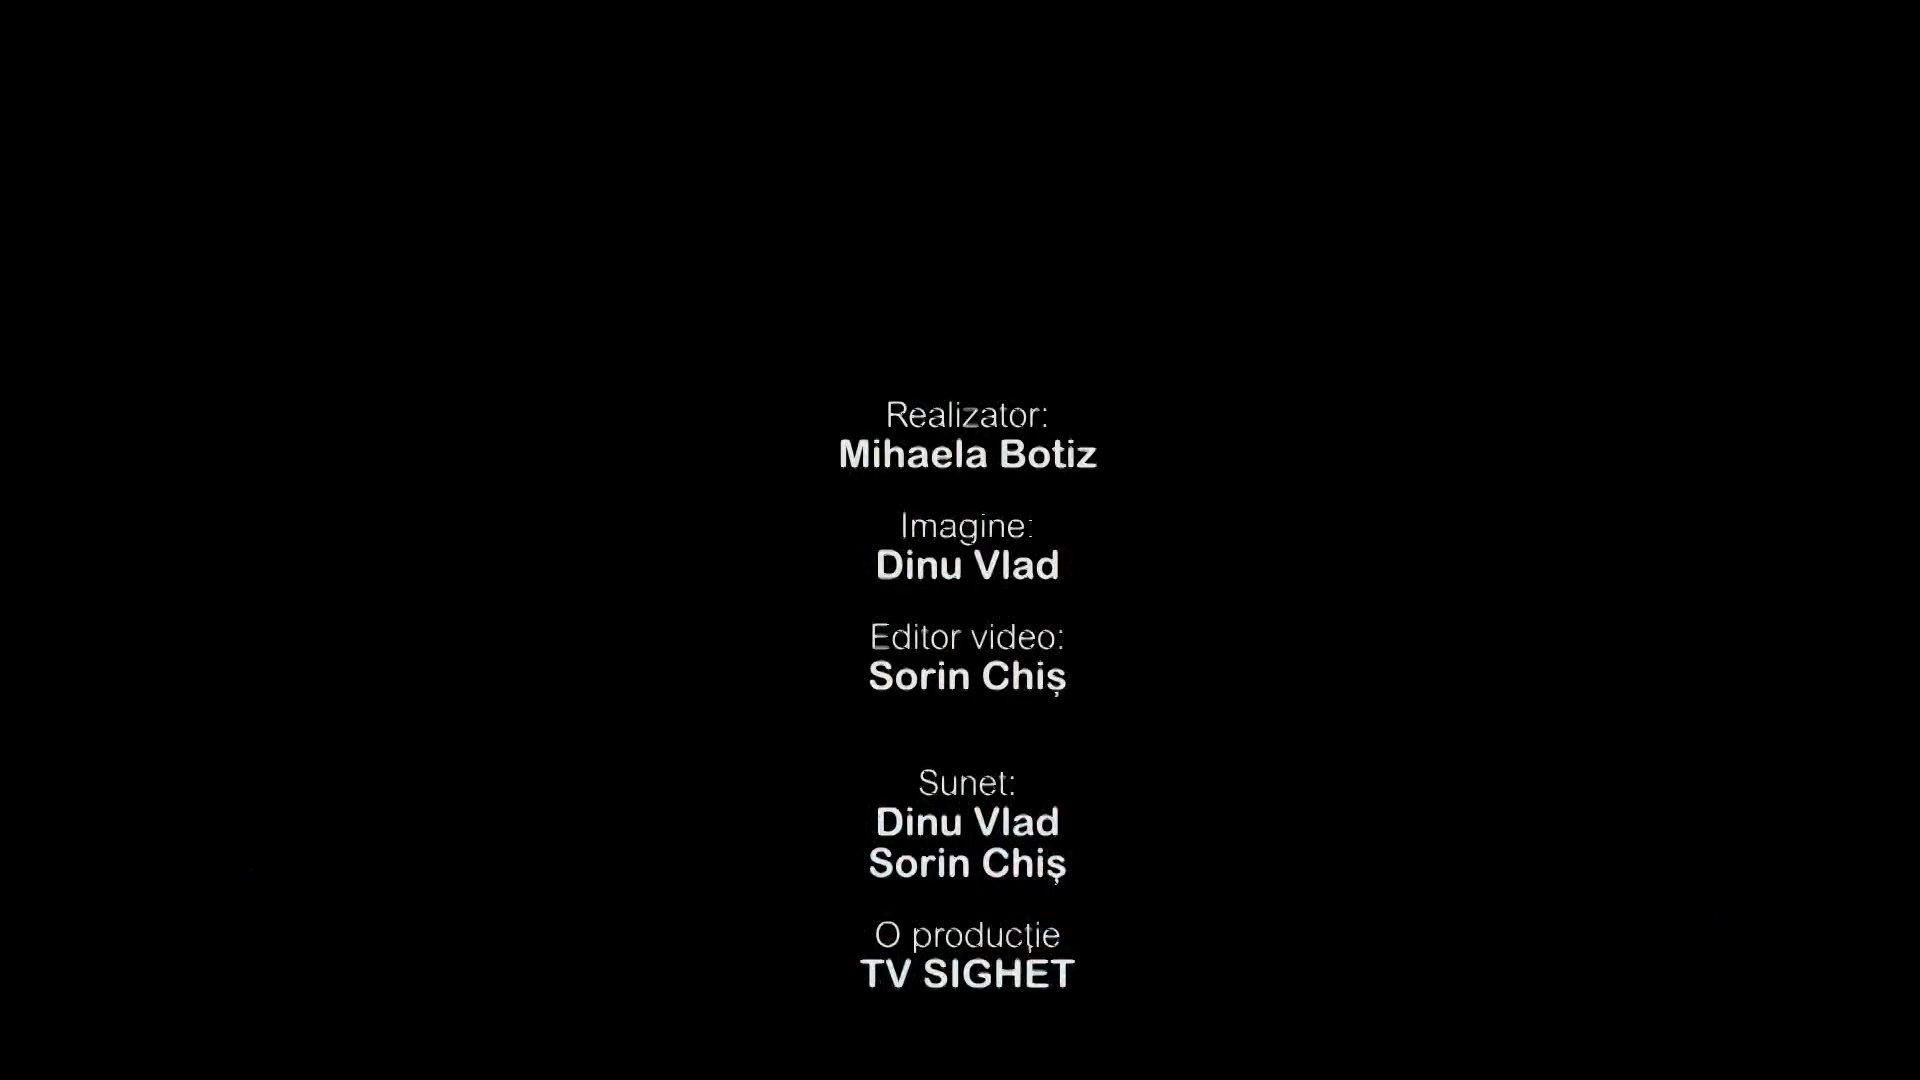 Realizator:
Mihaela Botiz
Imagine:
Dinu Vlad
Editor video:
Sorin Chiș
Sunet:
Dinu Vlad
Sorin Chiș
O producție
TV SIGHET